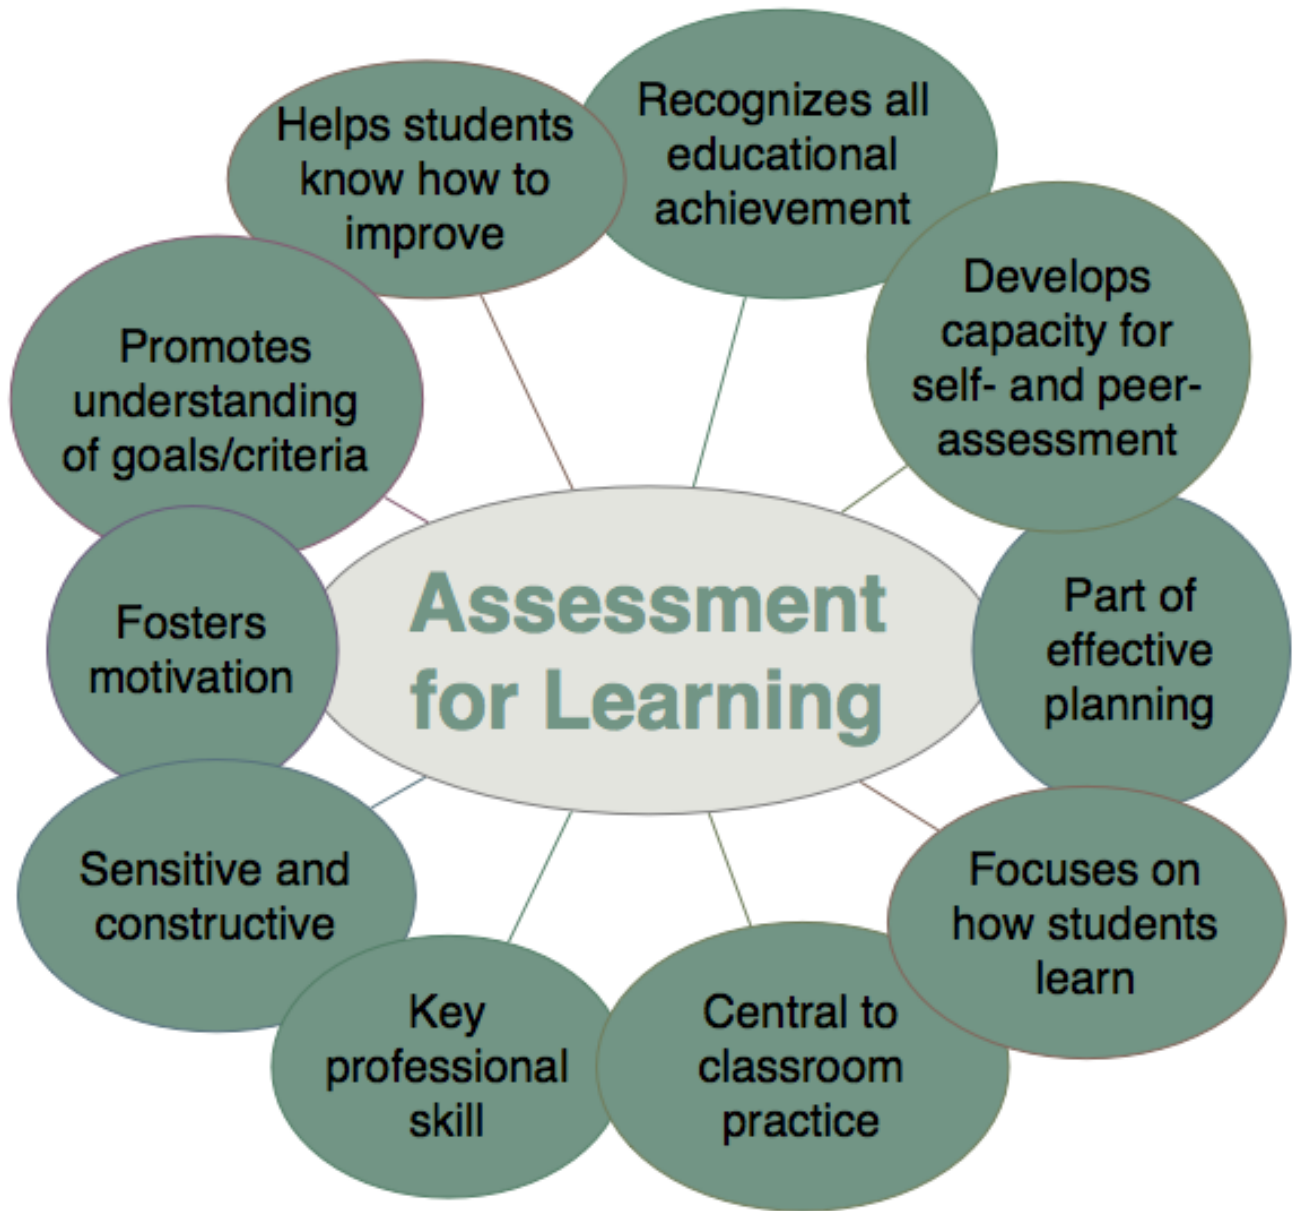 Recognizes all
educational
achievement
Develops
capacity for
self- and peer-
assessment
Part of
effective
planning
Focuses on
how students
learn
Central to
classroom
practice
Key
professional
skill
Sensitive and
constructive
Fosters
motivation
Promotes
understanding
of goals/criteria
Helps students
know how to
improve
Assessment
for Learning